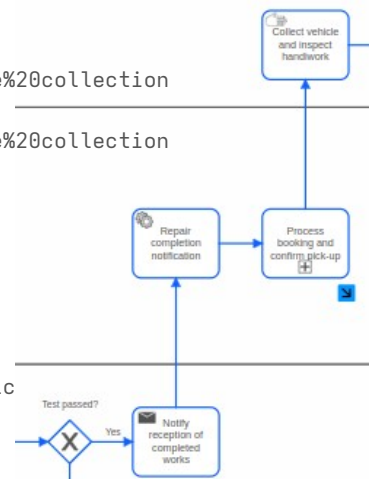 Collect vehicle
and inspect
handiwork
e%20collection
e%20collection
Repair
completion
notification
Process
booking and
confirm pick-up
ic
Test passed?
Yes
X
Notify
reception of
completed
works